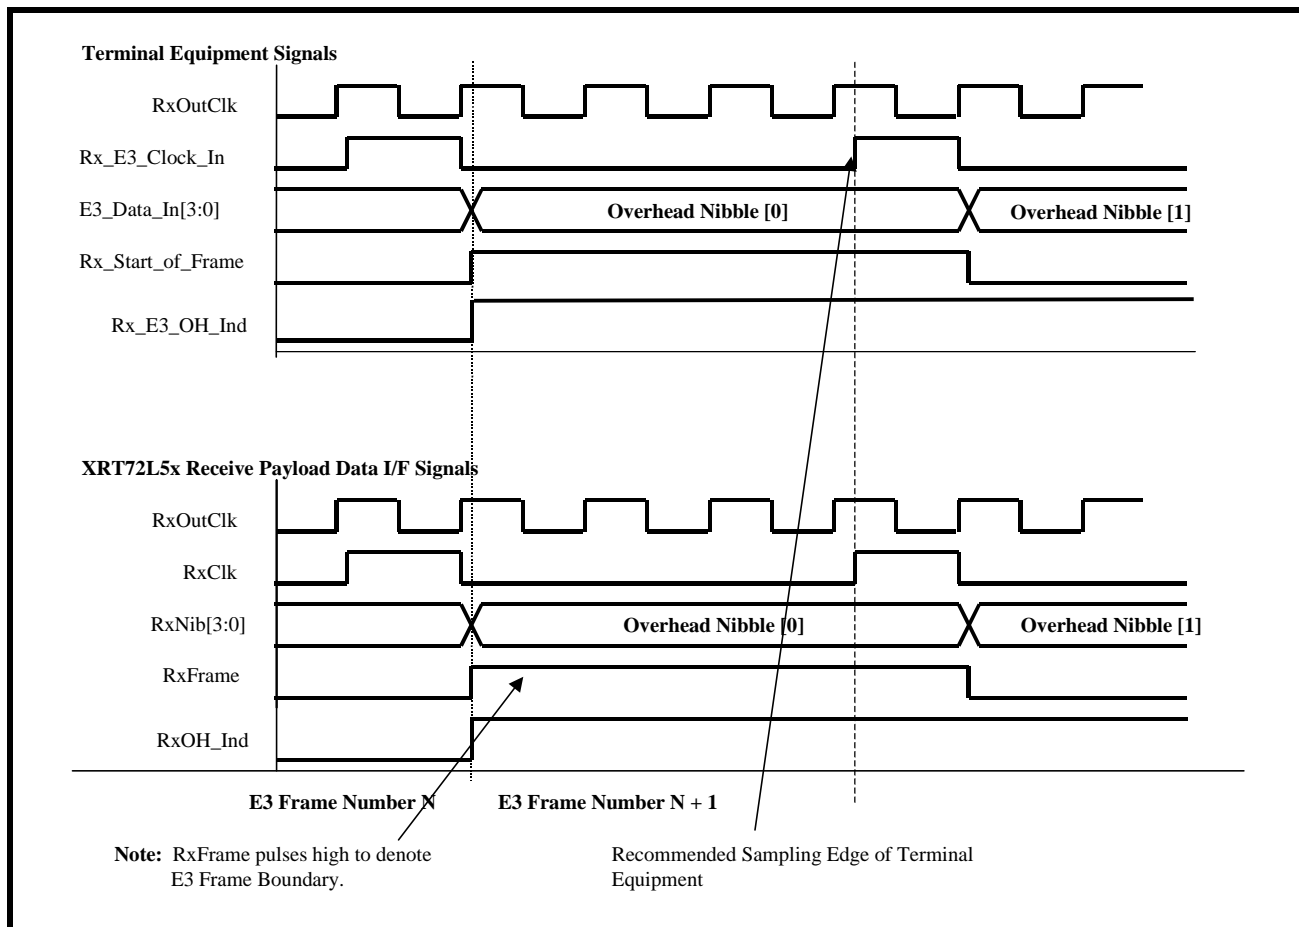 Terminal Equipment Signals
RxOutClk
Rx_E3_Clock_In
E3_Data_In[3:0]
Overhead Nibble [0]
Overhead Nibble [1]
Rx_Start_of_Frame
Rx_E3_OH_Ind
XRT72L5x Receive Payload Data I/F Signals
RxOutClk
RxClk
RxNib[3:0]
Overhead Nibble [0]
Overhead Nibble [1]
RxFrame
RxOH_Ind
E3 Frame Number N
E3 Frame Number N + 1
Note: RxFrame pulses high to denote
E3 Frame Boundary.
Recommended Sampling Edge of Terminal
Equipment